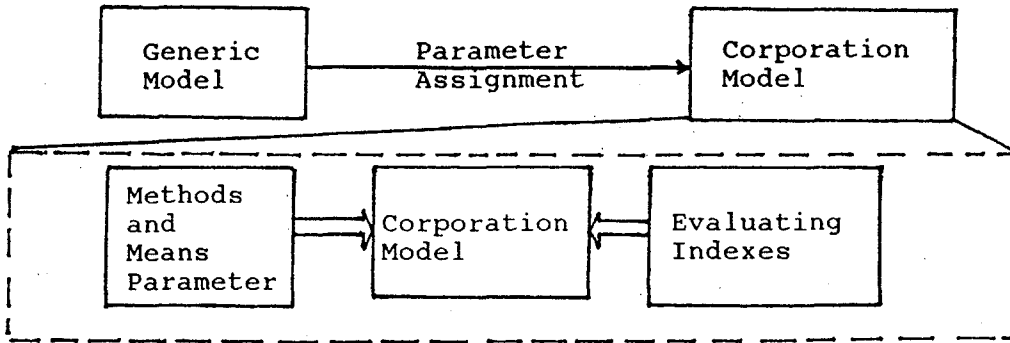 Generic
Model
Parameter
Assignment
Corporation
Model
Methods
and
Means
Parameter
Corporation
Model
Evaluating
Indexes